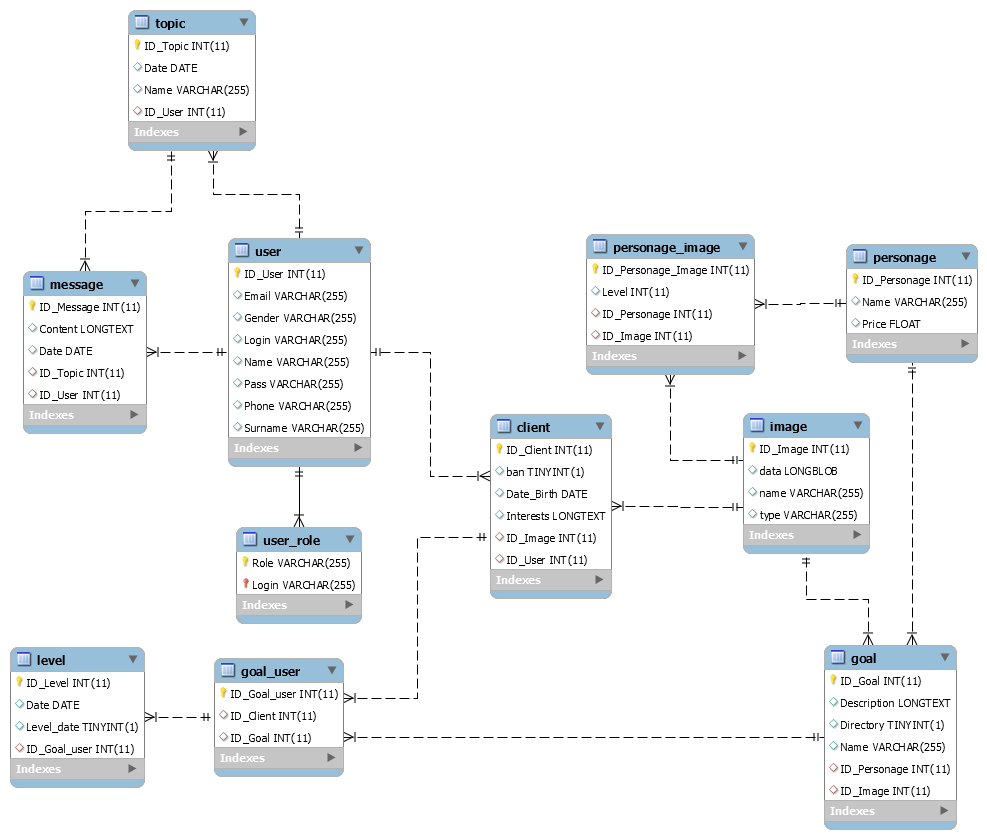 topic
ID_Topic INT(11)
Date DATE
Name VARCHAR(255)
ID_User INT(11)
Indexes
user
ID_User INT(11)
Email VARCHAR(255)
Gender VARCHAR(255)
Login VARCHAR(255)
Name VARCHAR(255)
Pass VARCHAR(255)
Phone VARCHAR(255)
Surname VARCHAR(255)
Indexes
personage_image
ID_Personage_Image INT(11)
Level INT(11)
ID_Personage INT(11)
ID_Image INT(11)
Indexes
personage
ID_Personage INT(11)
Name VARCHAR(255)
Price FLOAT
Indexes
message
ID_Message INT(11)
Content LONGTEXT
Date DATE
ID_Topic INT(11)
ID_User INT(11)
Indexes
client
ID_Client INT(11)
ban TINYINT(1)
Date_Birth DATE
Interests LONGTEXT
ID_Image INT(11)
ID_User INT(11)
Indexes
image
ID_Image INT(11)
data LONGBLOB
name VARCHAR(255)
type VARCHAR(255)
Indexes
user_role
Role VARCHAR(255)
Login VARCHAR(255)
Indexes
level
ID_Level INT(11)
Date DATE
Level_date TINYINT(1)
ID_Goal_user INT(11)
Indexes
goal_user
ID_Goal_user INT(11)
ID_Client INT(11)
ID_Goal INT(11)
Indexes
goal
ID_Goal INT(11)
Description LONGTEXT
Directory TINYINT(1)
Name VARCHAR(255)
ID_Personage INT(11)
ID_Image INT(11)
Indexes